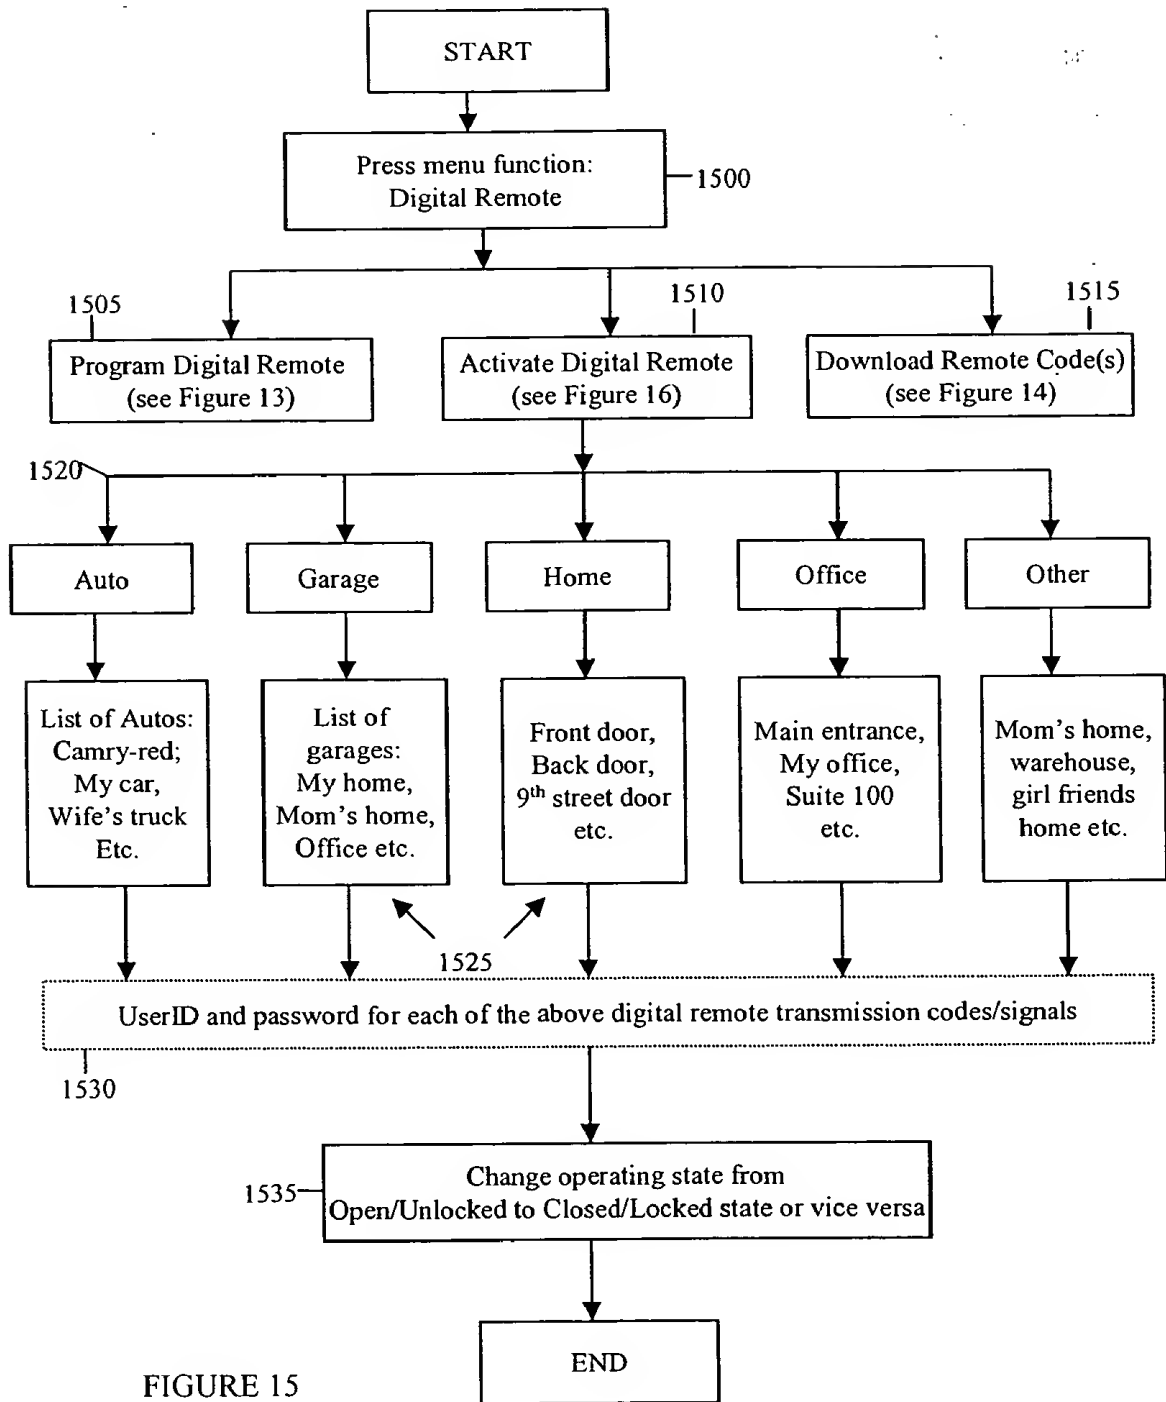 START
Press menu function:
Digital Remote
1500
1505
1510
1515
Program Digital Remote
(see Figure 13)
Activate Digital Remote
(see Figure 16)
Download Remote Code(s)
(see Figure 14)
1520
Auto
Garage
Home
Office
Other
List of Autos:
Camry-red;
My car,
Wife's truck
Etc.
List of
garages:
My home,
Mom's home,
Office etc.
Front door,
Back door,
9th street door
etc.
Main entrance,
My office,
Suite 100
etc.
Mom's home,
warehouse,
girl friends
home etc.
1525
UserID and password for each of the above digital remote transmission codes/signals
1530
Change operating state from
Open/Unlocked to Closed/Locked state or vice versa
1535
END
FIGURE 15